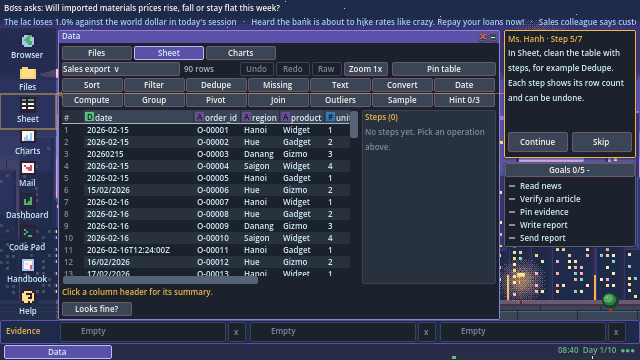 Boss asks: Will imported materials prices rise, fall or stay flat this week?
The lac loses 1.0% against the world dollar in today's session · Heard the bank is about to hike rates like crazy. Repay your loans now! · Sales colleague says custo
Browser
Files
Sheet
Charts
Mail
Dashboard
Code Pad
Handbook
Help
Data
Files Sheet Charts
Sales export v 90 rows Undo Redo Raw Zoom 1x Pin table
Sort Filter Dedupe Missing Text Convert Date
Compute Group Pivot Join Outliers Sample Hint 0/3
# D date A order_id A region A product # unit
1 2026-02-15 O-00001 Hanoi Widget 1
2 2026-02-15 O-00002 Hue Gadget 2
3 20260215 O-00003 Danang Gizmo 3
4 2026-02-15 O-00004 Saigon Widget 4
5 2026-02-15 O-00005 Hanoi Gadget 1
6 15/02/2026 O-00006 Hue Gizmo 2
7 2026-02-16 O-00007 Hanoi Widget 1
8 2026-02-16 O-00008 Hue Gadget 2
9 2026-02-16 O-00009 Danang Gizmo 3
10 2026-02-16 O-00010 Saigon Widget 4
11 2026-02-16T12:24:00Z O-00011 Hanoi Gadget 1
12 16/02/2026 O-00012 Hue Gizmo 2
13 17/02/2026 O-00013 Hanoi Widget 1
Steps (0)
No steps yet. Pick an operation
above.
Click a column header for its summary.
Looks fine?
Ms. Hanh · Step 5/7
In Sheet, clean the table with
steps, for example Dedupe.
Each step shows its row count
and can be undone.
Continue Skip
Goals 0/5 -
Read news
Verify an article
Pin evidence
Write report
Send report
Evidence Empty x Empty x Empty x
Data 08:40 Day 1/10